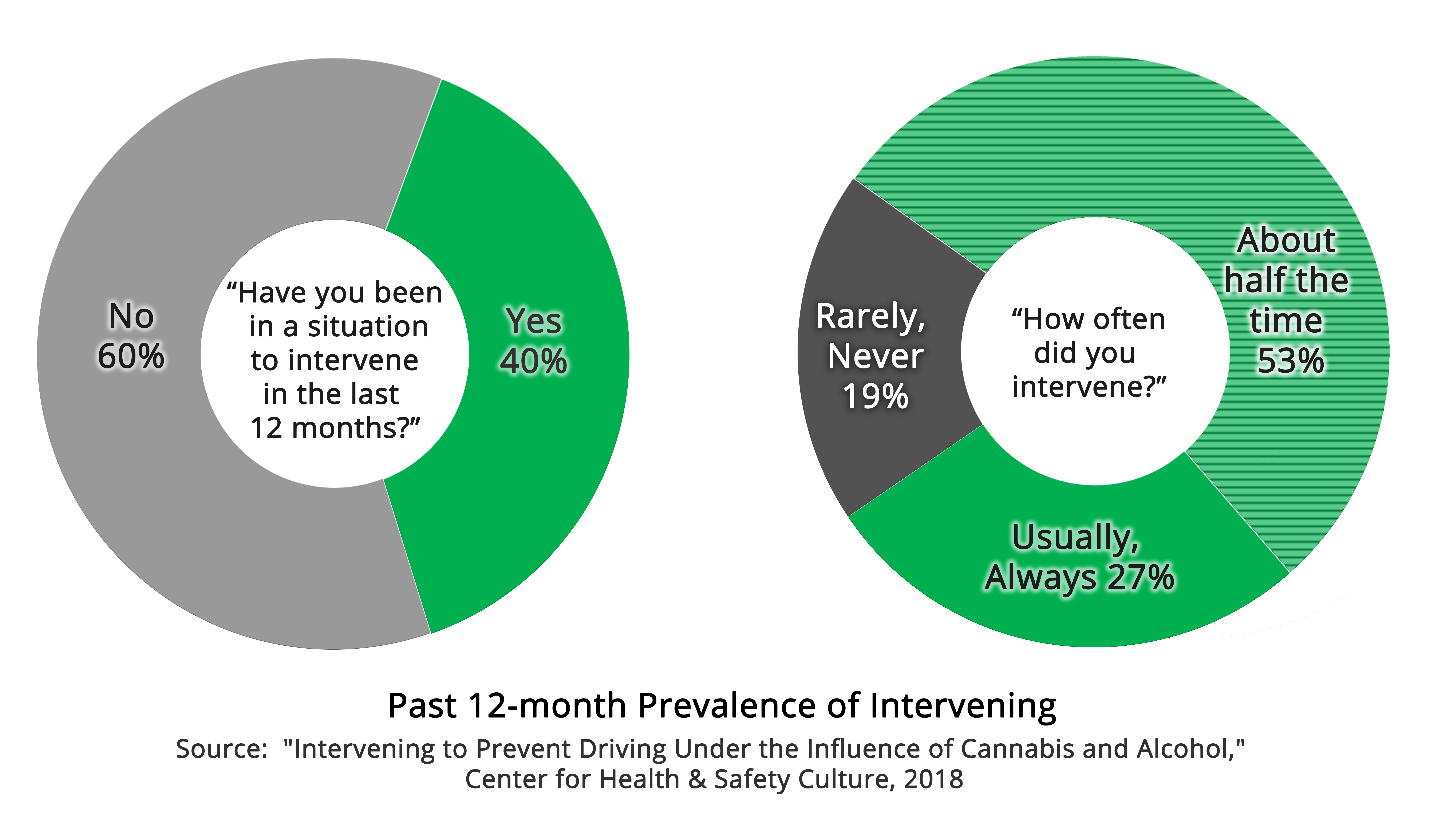 No
60%
“Have you been
in a situation
to intervene
in the last
12 months?”
Yes
40%
Rarely,
Never
19%
“How often
did you
intervene?”
About
half the
time
53%
Usually,
Always 27%
Past 12-month Prevalence of Intervening
Source:  "Intervening to Prevent Driving Under the Influence of Cannabis and Alcohol,"
Center for Health & Safety Culture, 2018